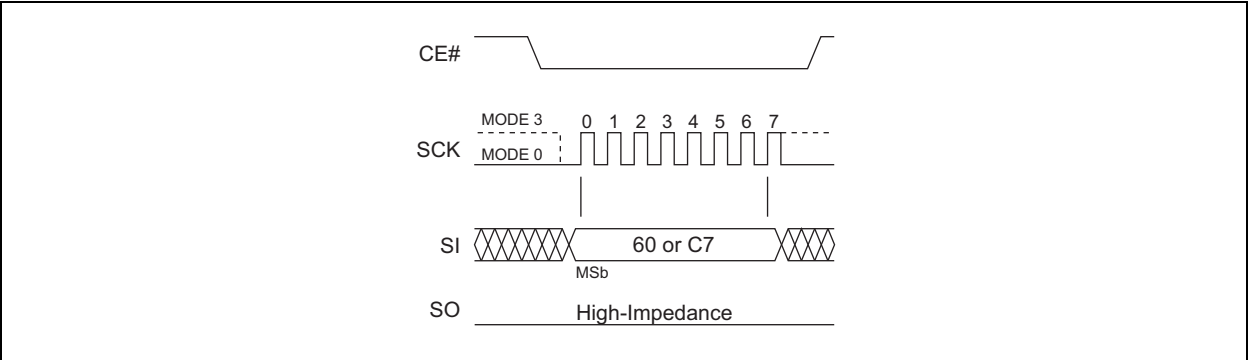 CE#
MODE 3
0 1 2 3 4 5 6 7
SCK
MODE 0
SI
60 or C7
MSb
SO
High-Impedance